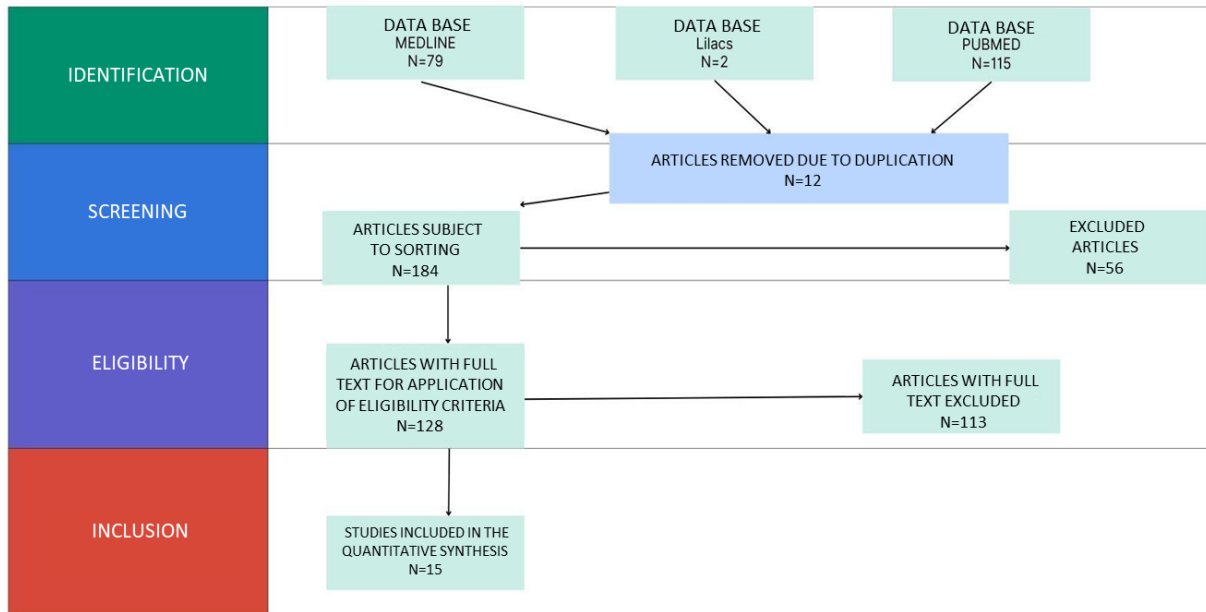 IDENTIFICATION
DATA BASE
MEDLINE
N=79
DATA BASE
Lilacs
N=2
DATA BASE
PUBMED
N=115
SCREENING
ARTICLES REMOVED DUE TO DUPLICATION
N=12
ARTICLES SUBJECT
TO SORTING
N=184
EXCLUDED
ARTICLES
N=56
ELIGIBILITY
ARTICLES WITH FULL
TEXT FOR APPLICATION
OF ELIGIBILITY CRITERIA
N=128
ARTICLES WITH FULL
TEXT EXCLUDED
N=113
INCLUSION
STUDIES INCLUDED IN THE
QUANTITATIVE SYNTHESIS
N=15